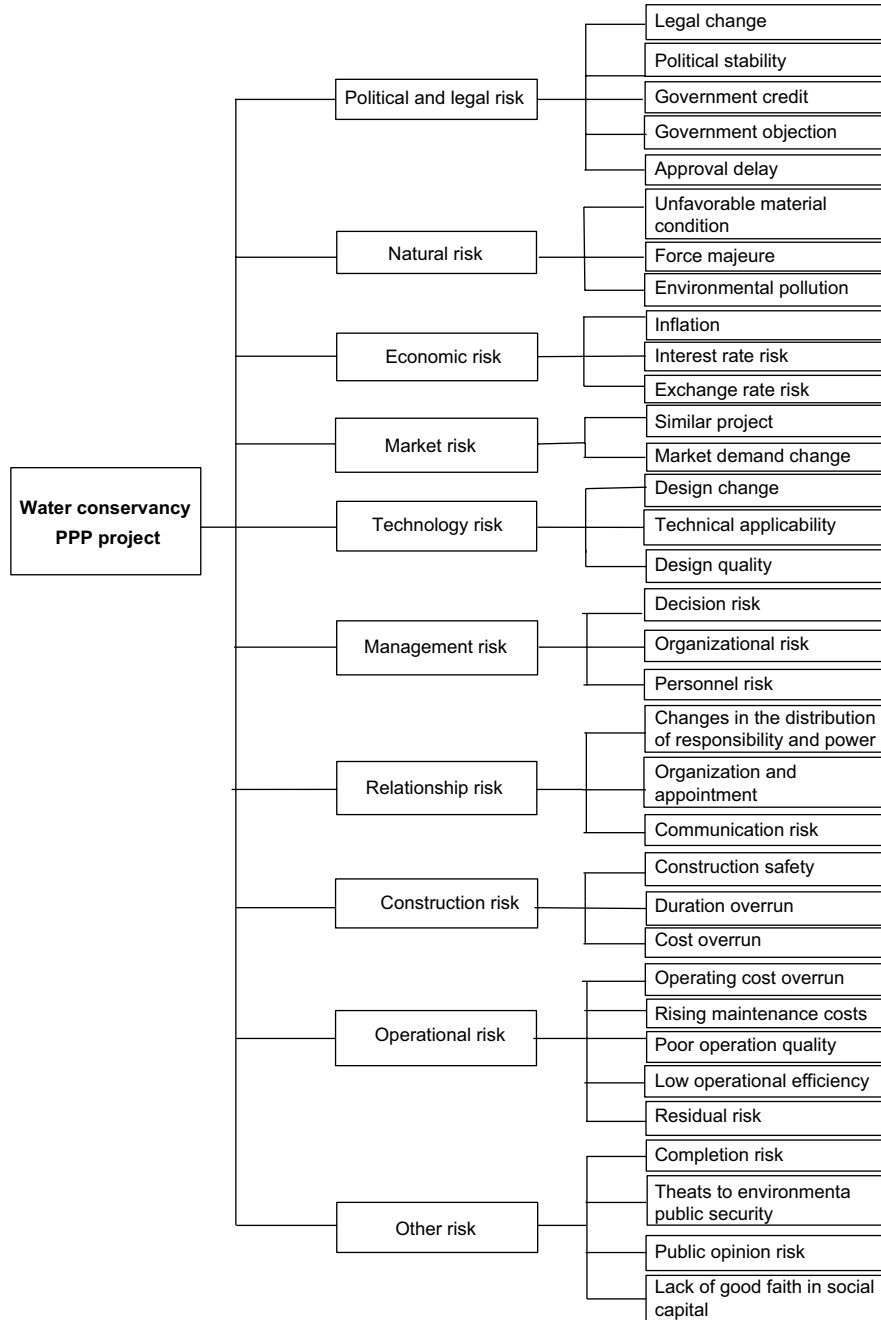 Water conservancy
PPP project
Political and legal risk
Legal change
Political stability
Government credit
Government objection
Approval delay
Natural risk
Unfavorable material
condition
Force majeure
Environmental pollution
Economic risk
Inflation
Interest rate risk
Exchange rate risk
Market risk
Similar project
Market demand change
Technology risk
Design change
Technical applicability
Design quality
Management risk
Decision risk
Organizational risk
Personnel risk
Relationship risk
Changes in the distribution
of responsibility and power
Organization and
appointment
Communication risk
Construction risk
Construction safety
Duration overrun
Cost overrun
Operational risk
Operating cost overrun
Rising maintenance costs
Poor operation quality
Low operational efficiency
Residual risk
Other risk
Completion risk
Threats to environmenta
public security
Public opinion risk
Lack of good faith in social
capital